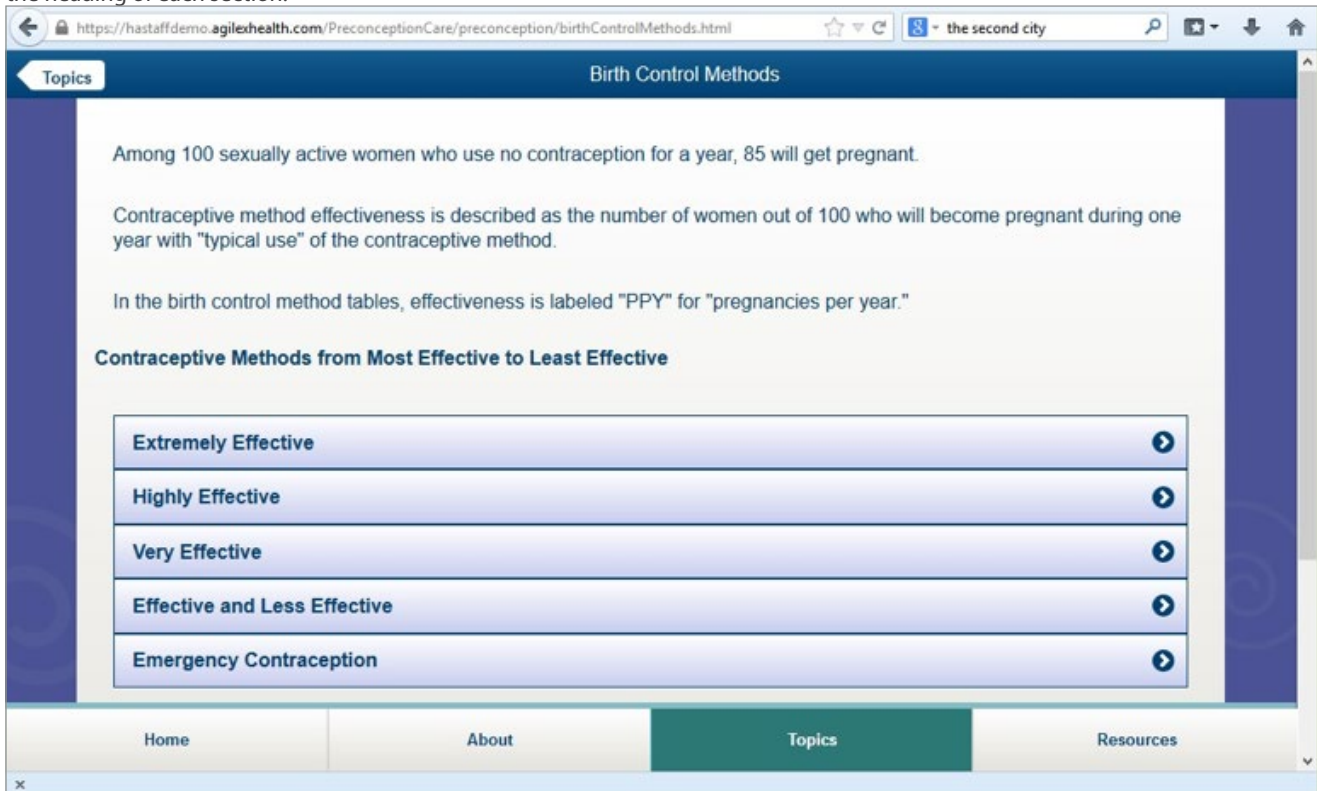 the heading of each section.
https://hastaffdemo.agilexhealth.com/PreconceptionCare/preconception/birthControlMethods.html
the second city
Topics
Birth Control Methods
Among 100 sexually active women who use no contraception for a year, 85 will get pregnant.
Contraceptive method effectiveness is described as the number of women out of 100 who will become pregnant during one
year with "typical use" of the contraceptive method.
In the birth control method tables, effectiveness is labeled "PPY" for "pregnancies per year."
Contraceptive Methods from Most Effective to Least Effective
Extremely Effective
Highly Effective
Very Effective
Effective and Less Effective
Emergency Contraception
Home About Topics Resources